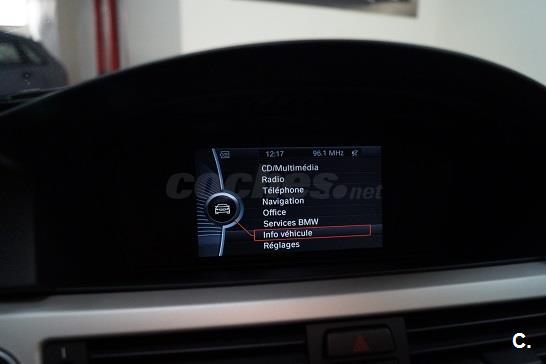 12:17 96.1 MHz
CD/Multimédia
Radio
Téléphone
Navigation
coches.net
Office
Services BMW
Info véhicule
Réglages
C.